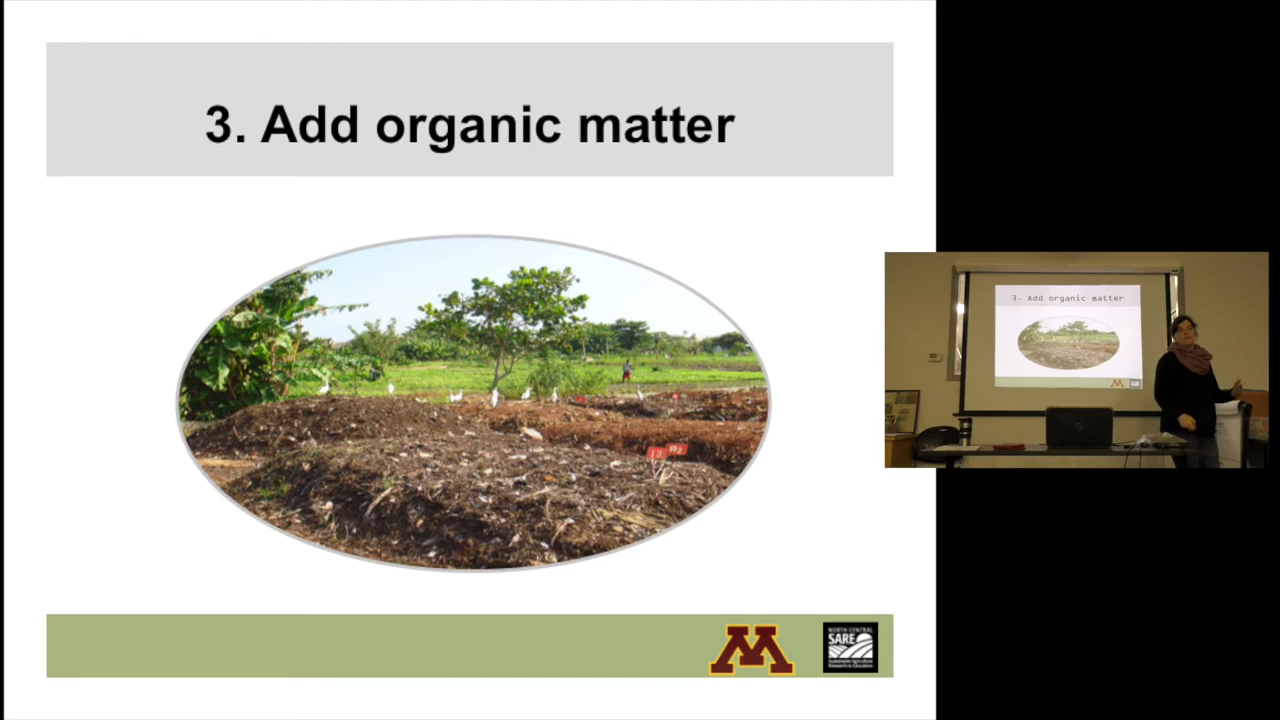 3. Add organic matter
NORTH CENTRAL
SARE
Sustainable Agriculture
Research & Education
M
3. Add organic matter
M